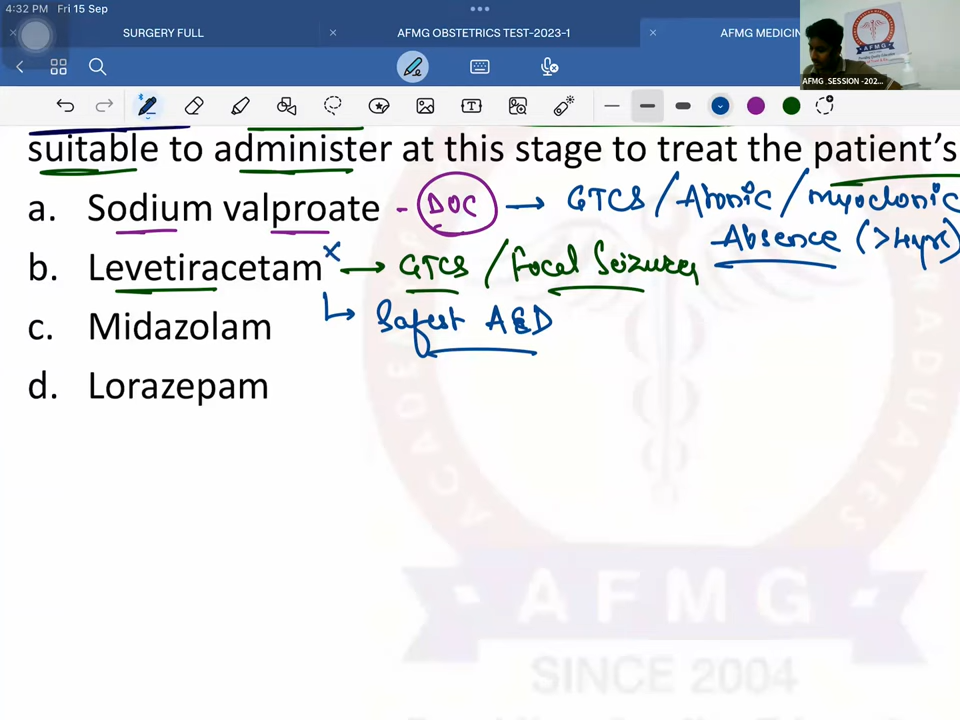 4:32 PM Fri 15 Sep
SURGERY FULL
AFMG OBSTETRICS TEST-2023-1
AFMG MEDICIN
AFMG
AFMG SESSION -202...
suitable to administer at this stage to treat the patient's
a. Sodium valproate - DOC → GTCS / Atonic / Myoclonic
Absence (>4yrs)
b. Levetiracetam x → GTCS / Focal Seizures
↳ Safest AED
c. Midazolam
d. Lorazepam
AFMG
SINCE 2004